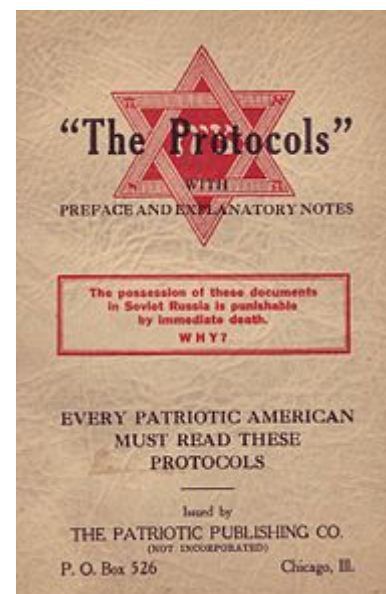 “The Protocols”
WITH
PREFACE AND EXPLANATORY NOTES
The possession of these documents
in Soviet Russia is punishable
by immediate death.
WHY?
EVERY PATRIOTIC AMERICAN
MUST READ THESE
PROTOCOLS
Issued by
THE PATRIOTIC PUBLISHING CO.
(NOT INCORPORATED)
P. O. Box 526 Chicago, Ill.